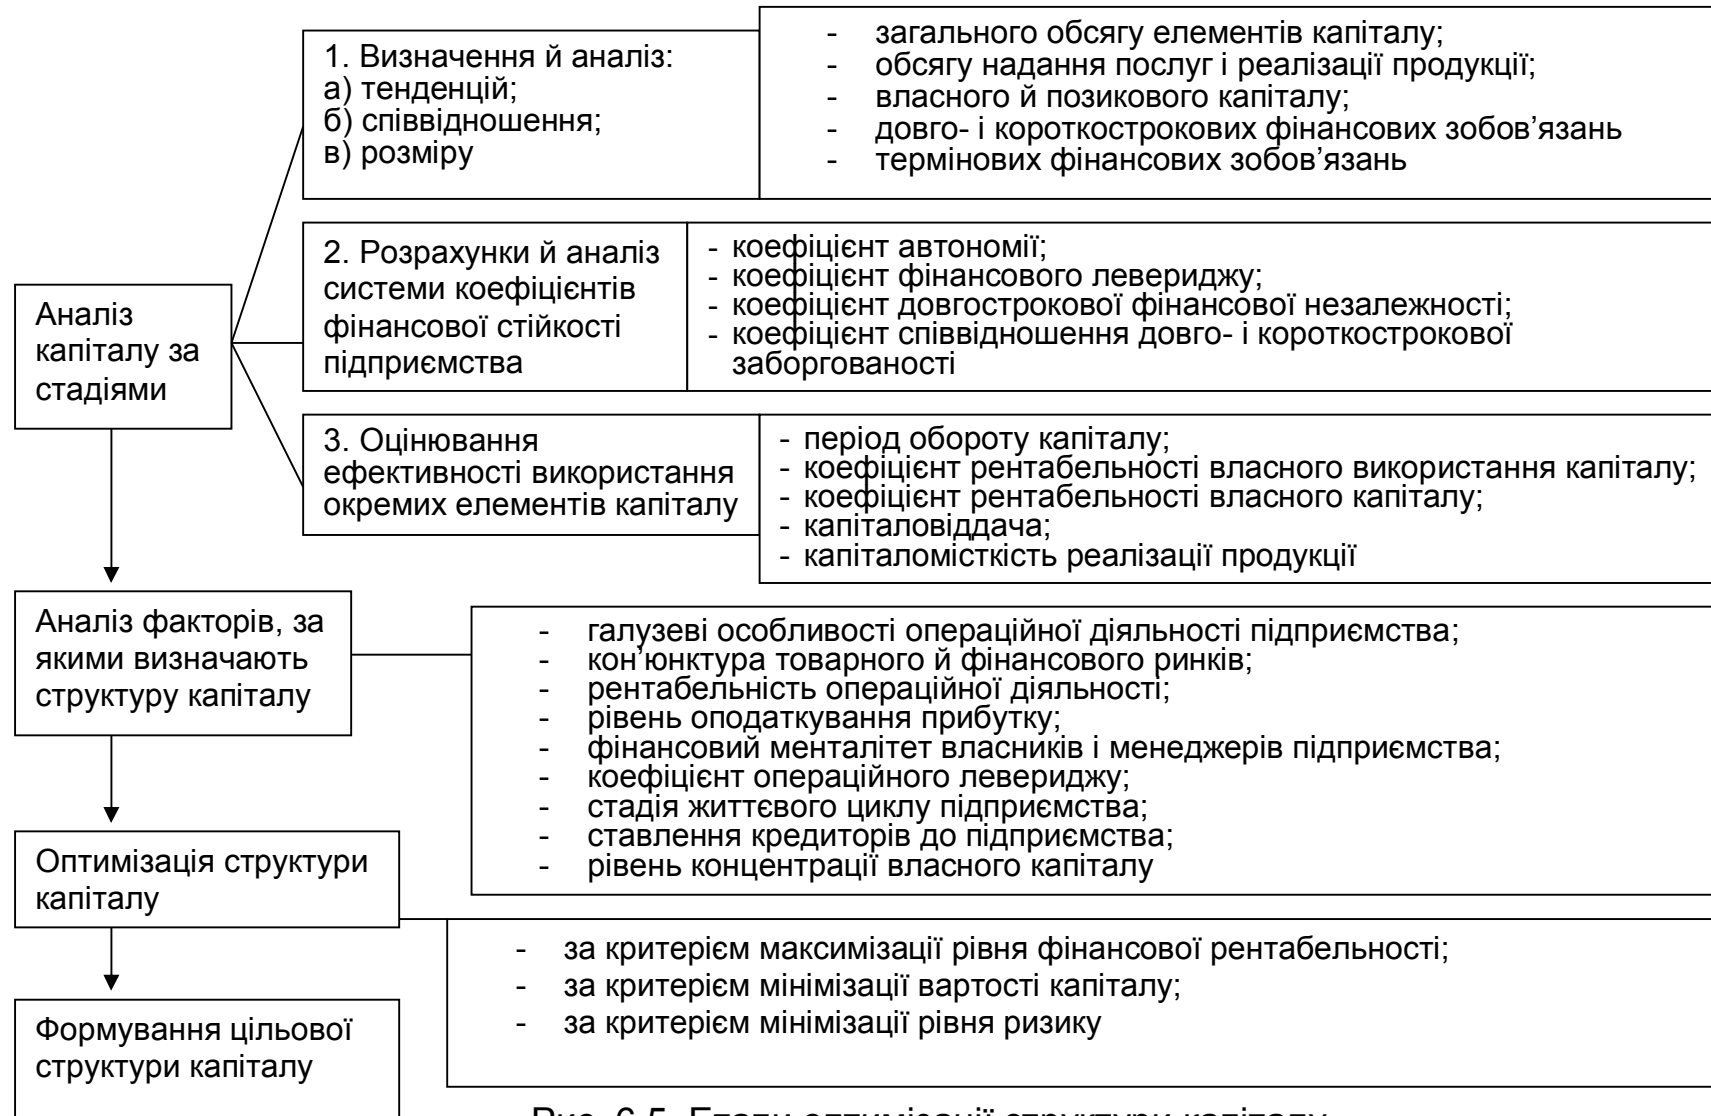 1. Визначення й аналіз:
а) тенденцій;
б) співвідношення;
в) розміру
- загального обсягу елементів капіталу;
- обсягу надання послуг і реалізації продукції;
- власного й позикового капіталу;
- довго- і короткострокових фінансових зобов’язань
- термінових фінансових зобов’язань
2. Розрахунки й аналіз
системи коефіцієнтів
фінансової стійкості
підприємства
- коефіцієнт автономії;
- коефіцієнт фінансового левериджу;
- коефіцієнт довгострокової фінансової незалежності;
- коефіцієнт співвідношення довго- і короткострокової
заборгованості
Аналіз
капіталу за
стадіями
3. Оцінювання
ефективності використання
окремих елементів капіталу
- період обороту капіталу;
- коефіцієнт рентабельності власного використання капіталу;
- коефіцієнт рентабельності власного капіталу;
- капіталовіддача;
- капіталомісткість реалізації продукції
Аналіз факторів, за
якими визначають
структуру капіталу
- галузеві особливості операційної діяльності підприємства;
- кон’юнктура товарного й фінансового ринків;
- рентабельність операційної діяльності;
- рівень оподаткування прибутку;
- фінансовий менталітет власників і менеджерів підприємства;
- коефіцієнт операційного левериджу;
- стадія життєвого циклу підприємства;
- ставлення кредиторів до підприємства;
- рівень концентрації власного капіталу
Оптимізація структури
капіталу
- за критерієм максимізації рівня фінансової рентабельності;
- за критерієм мінімізації вартості капіталу;
- за критерієм мінімізації рівня ризику
Формування цільової
структури капіталу
Рис. 6.5. Етапи оптимізації структури капіталу